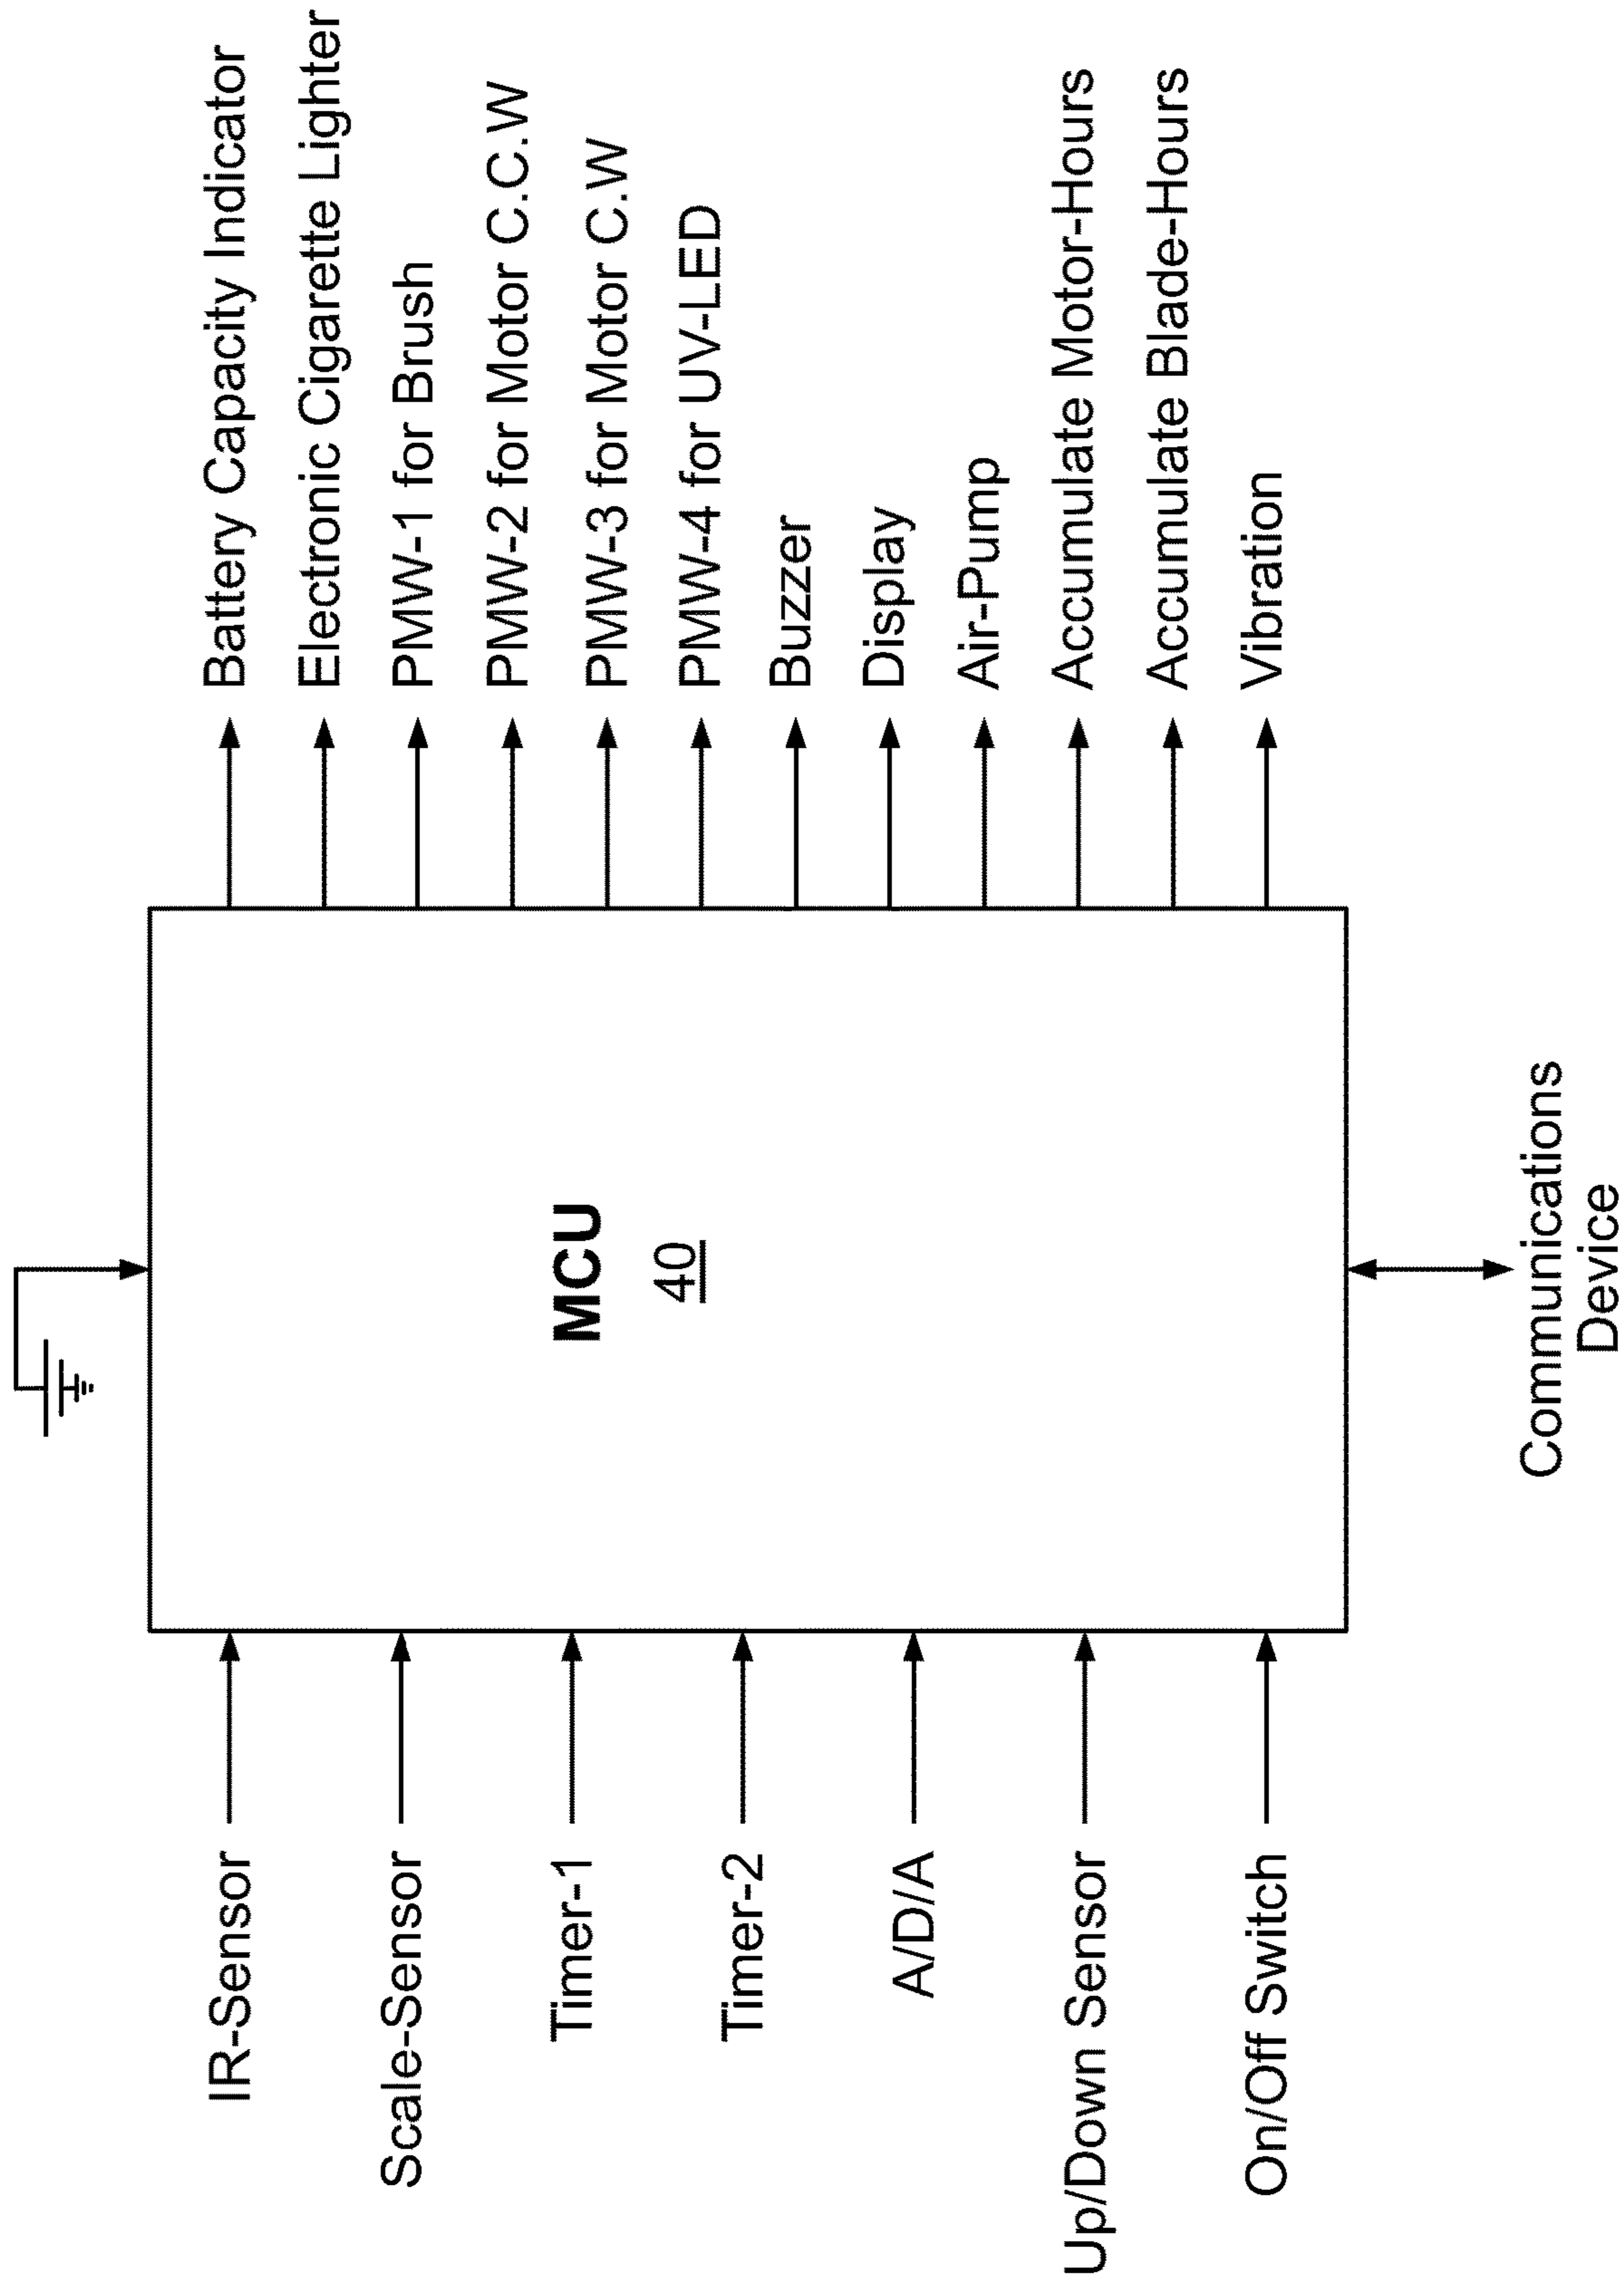 IR-Sensor
Scale-Sensor
Timer-1
Timer-2
A/D/A
Up/Down Sensor
On/Off Switch
MCU
40
Battery Capacity Indicator
Electronic Cigarette Lighter
PMW-1 for Brush
PMW-2 for Motor C.C.W
PMW-3 for Motor C.W
PMW-4 for UV-LED
Buzzer
Display
Air-Pump
Accumulate Motor-Hours
Accumulate Blade-Hours
Vibration
Communications
Device